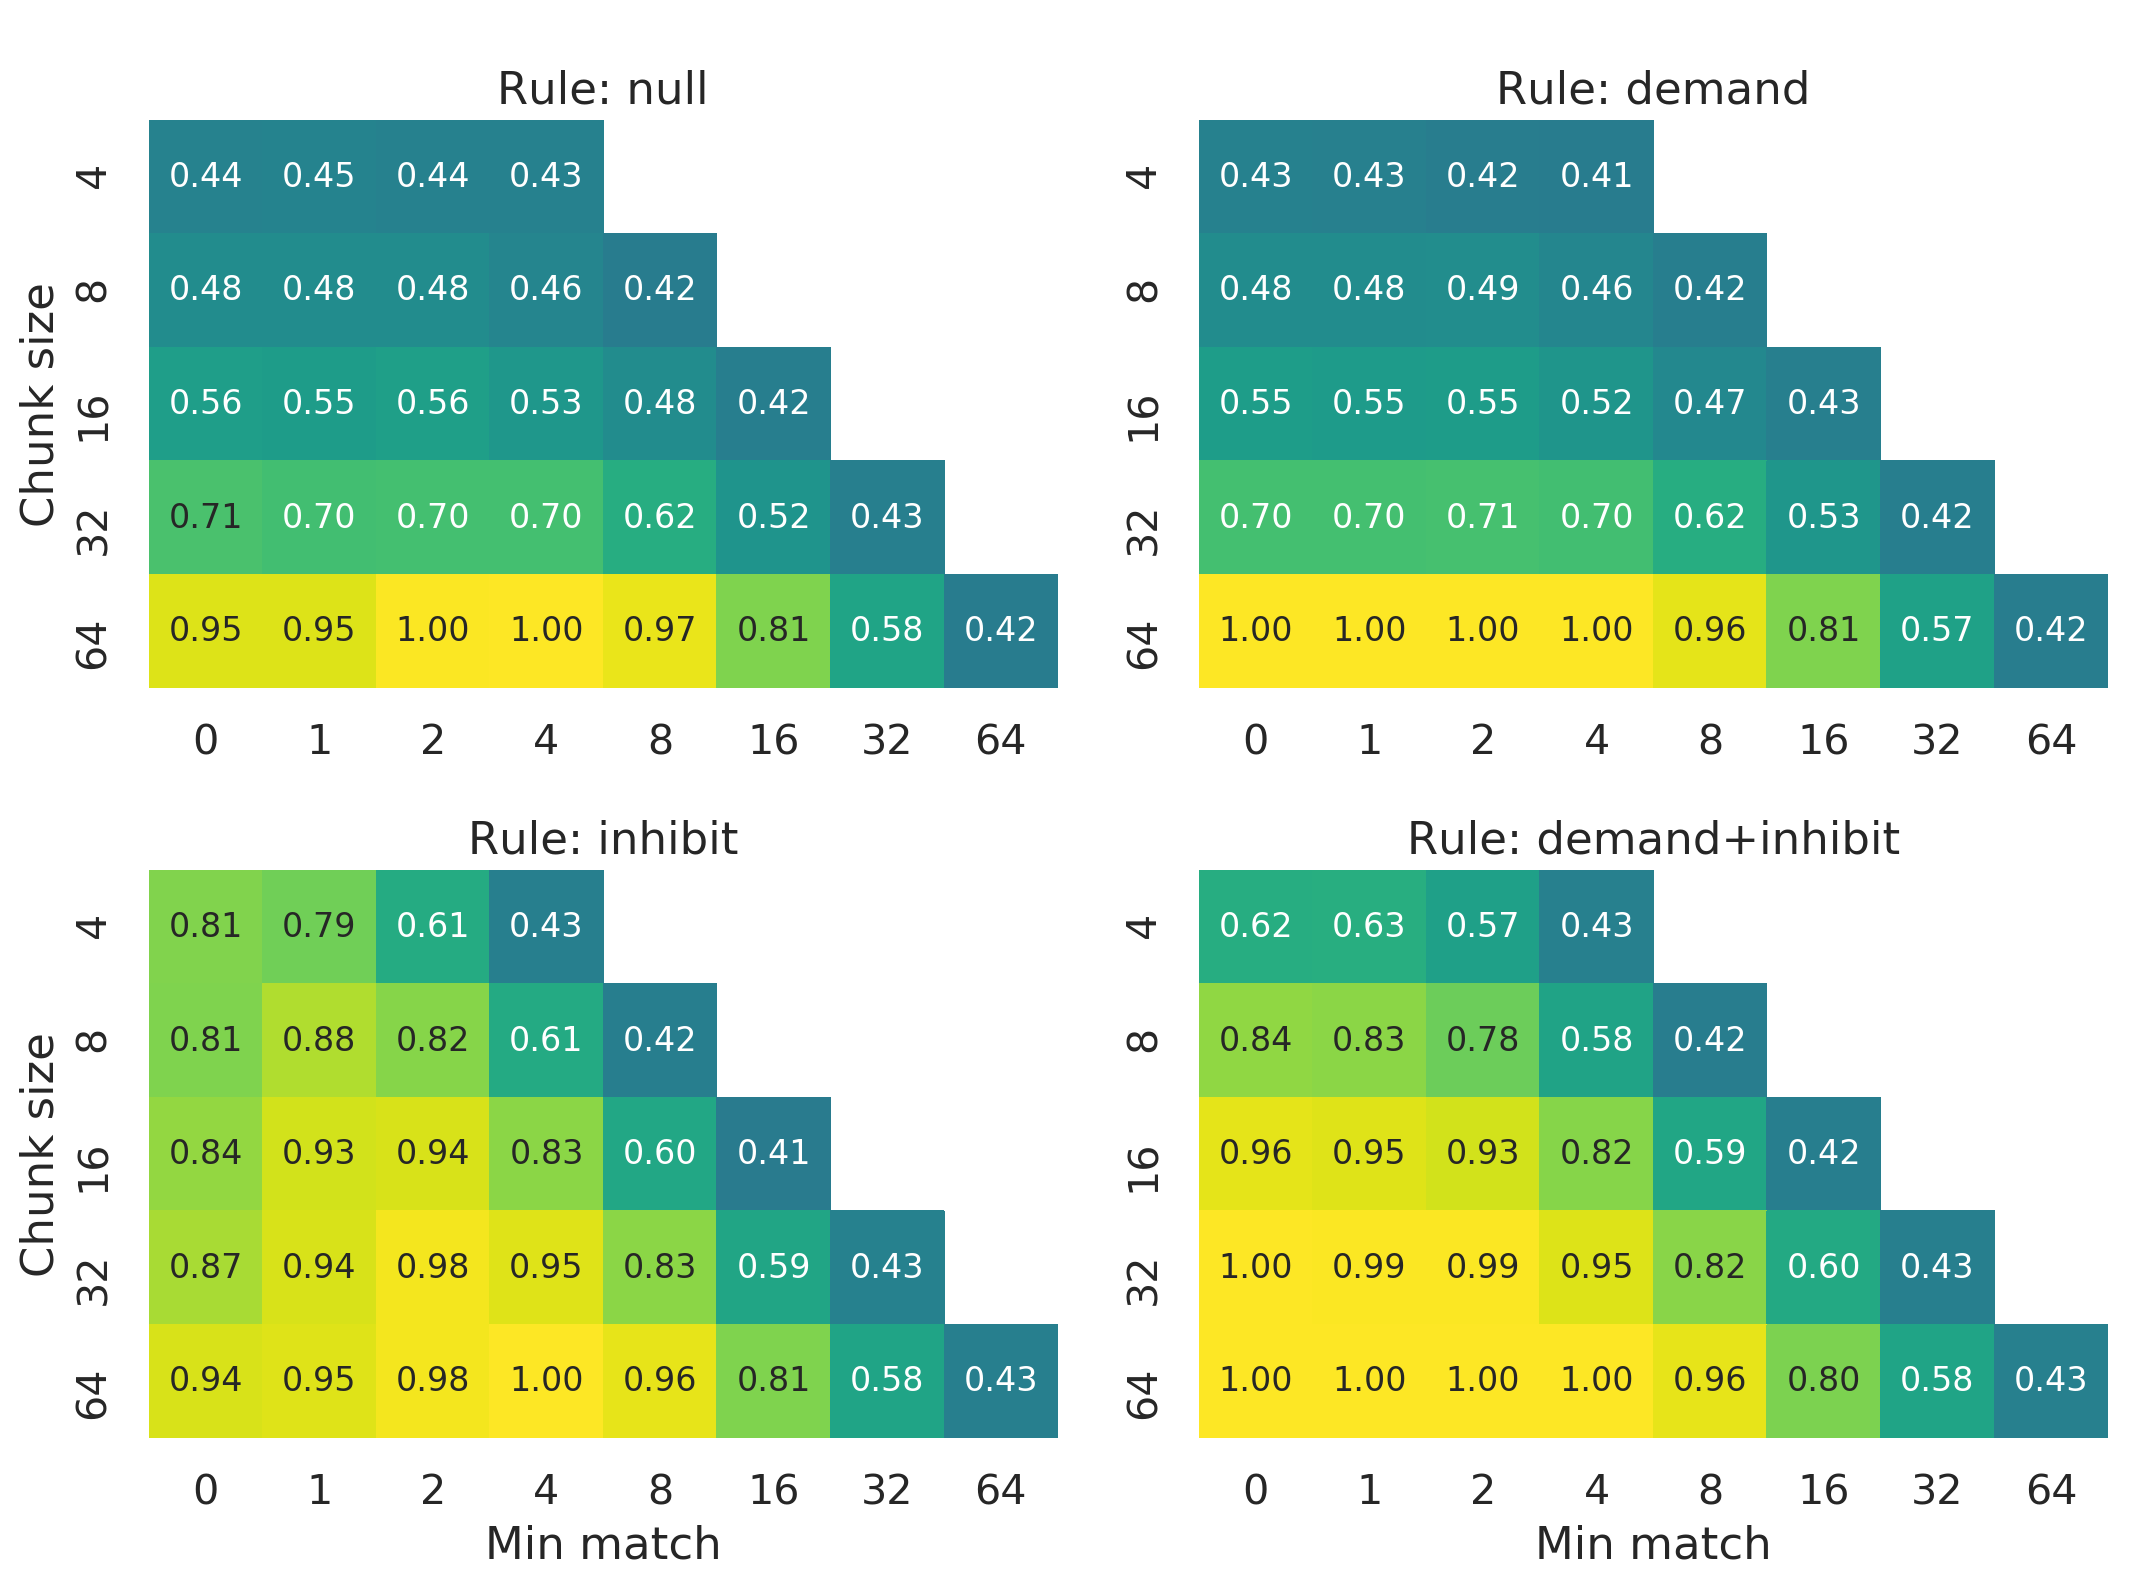 Rule: null
4 0.44 0.45 0.44 0.43
8 0.48 0.48 0.48 0.46 0.42
16 0.56 0.55 0.56 0.53 0.48 0.42
32 0.71 0.70 0.70 0.70 0.62 0.52 0.43
64 0.95 0.95 1.00 1.00 0.97 0.81 0.58 0.42
0 1 2 4 8 16 32 64
Chunk size
Rule: demand
4 0.43 0.43 0.42 0.41
8 0.48 0.48 0.49 0.46 0.42
16 0.55 0.55 0.55 0.52 0.47 0.43
32 0.70 0.70 0.71 0.70 0.62 0.53 0.42
64 1.00 1.00 1.00 1.00 0.96 0.81 0.57 0.42
0 1 2 4 8 16 32 64
Rule: inhibit
4 0.81 0.79 0.61 0.43
8 0.81 0.88 0.82 0.61 0.42
16 0.84 0.93 0.94 0.83 0.60 0.41
32 0.87 0.94 0.98 0.95 0.83 0.59 0.43
64 0.94 0.95 0.98 1.00 0.96 0.81 0.58 0.43
0 1 2 4 8 16 32 64
Chunk size
Min match
Rule: demand+inhibit
4 0.62 0.63 0.57 0.43
8 0.84 0.83 0.78 0.58 0.42
16 0.96 0.95 0.93 0.82 0.59 0.42
32 1.00 0.99 0.99 0.95 0.82 0.60 0.43
64 1.00 1.00 1.00 1.00 0.96 0.80 0.58 0.43
0 1 2 4 8 16 32 64
Min match